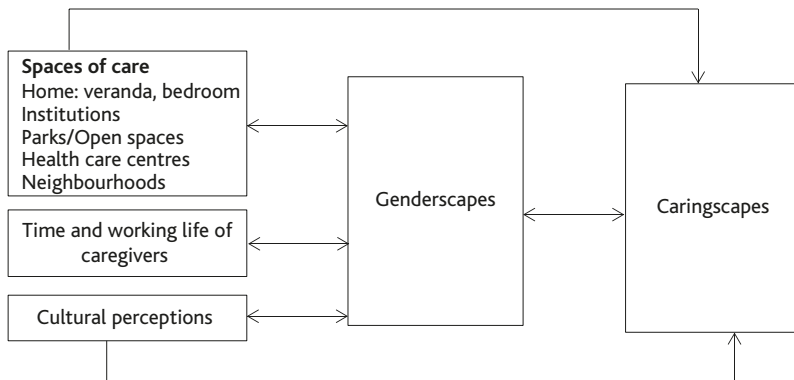 Spaces of care
Home: veranda, bedroom
Institutions
Parks/Open spaces
Health care centres
Neighbourhoods
Time and working life of
caregivers
Cultural perceptions
Genderscapes
Caringscapes